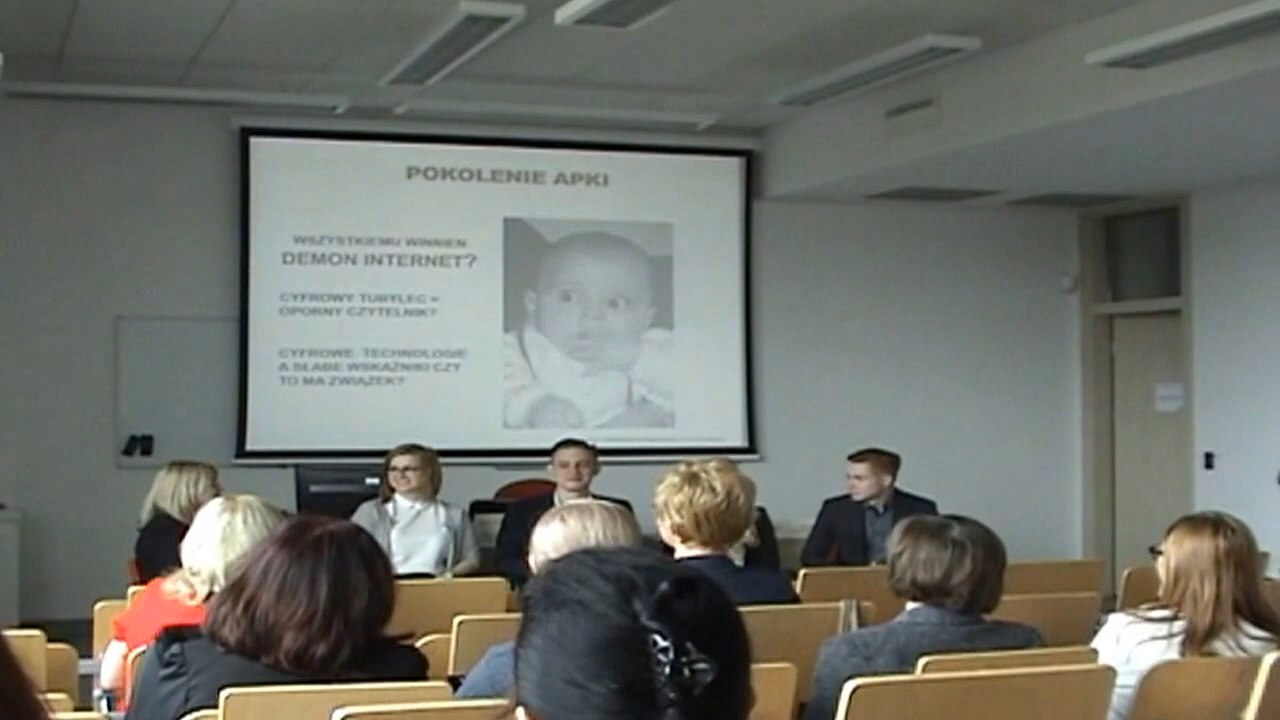 POKOLENIE APKI
WSZYSTKIEMU WINNIEN
DEMON INTERNET?
CYFROWY TUBYLEC =
OPORNY CZYTELNIK?
CYFROWE TECHNOLOGIE
A SŁABE WSKAŹNIKI CZY
TO MA ZWIĄZEK?